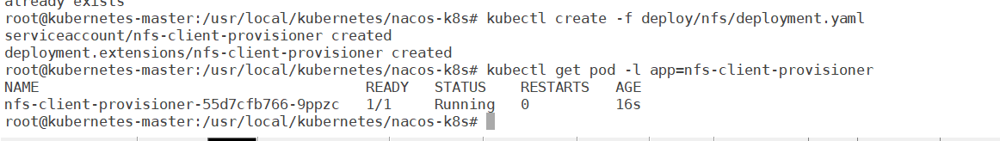 already exists
root@kubernetes-master:/usr/local/kubernetes/nacos-k8s# kubectl create -f deploy/nfs/deployment.yaml
serviceaccount/nfs-client-provisioner created
deployment.extensions/nfs-client-provisioner created
root@kubernetes-master:/usr/local/kubernetes/nacos-k8s# kubectl get pod -l app=nfs-client-provisioner
NAME                                      READY   STATUS    RESTARTS   AGE
nfs-client-provisioner-55d7cfb766-9ppzc   1/1     Running   0          16s
root@kubernetes-master:/usr/local/kubernetes/nacos-k8s#